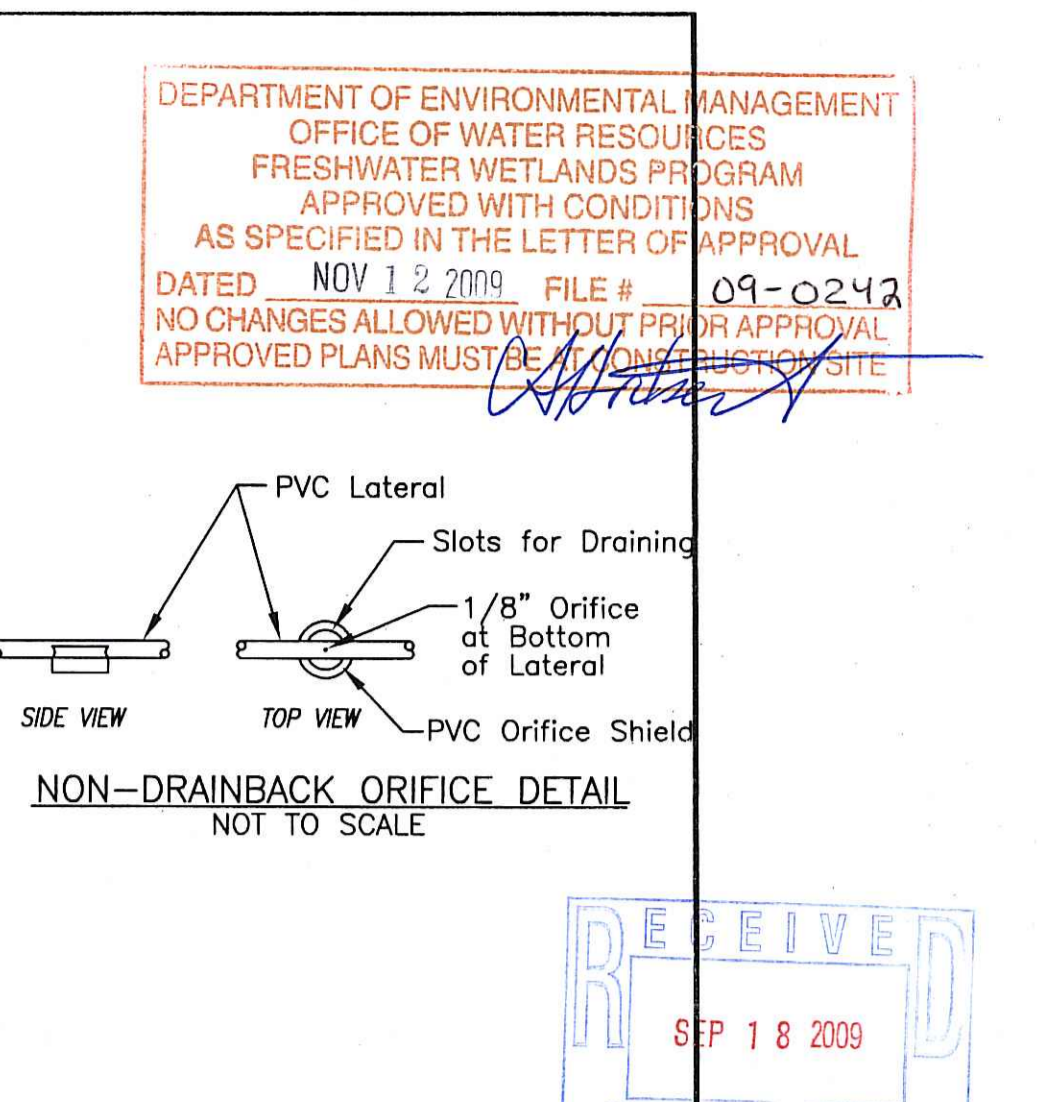 DEPARTMENT OF ENVIRONMENTAL MANAGEMENT
OFFICE OF WATER RESOURCES
FRESHWATER WETLANDS PROGRAM
APPROVED WITH CONDITIONS
AS SPECIFIED IN THE LETTER OF APPROVAL
DATED NOV 12 2009 FILE # 09-0242
NO CHANGES ALLOWED WITHOUT PRIOR APPROVAL
APPROVED PLANS MUST BE AT CONSTRUCTION SITE
PVC Lateral
Slots for Draining
1/8" Orifice
at Bottom
of Lateral
PVC Orifice Shield
SIDE VIEW
TOP VIEW
NON-DRAINBACK ORIFICE DETAIL
NOT TO SCALE
RECEIVED
SEP 18 2009